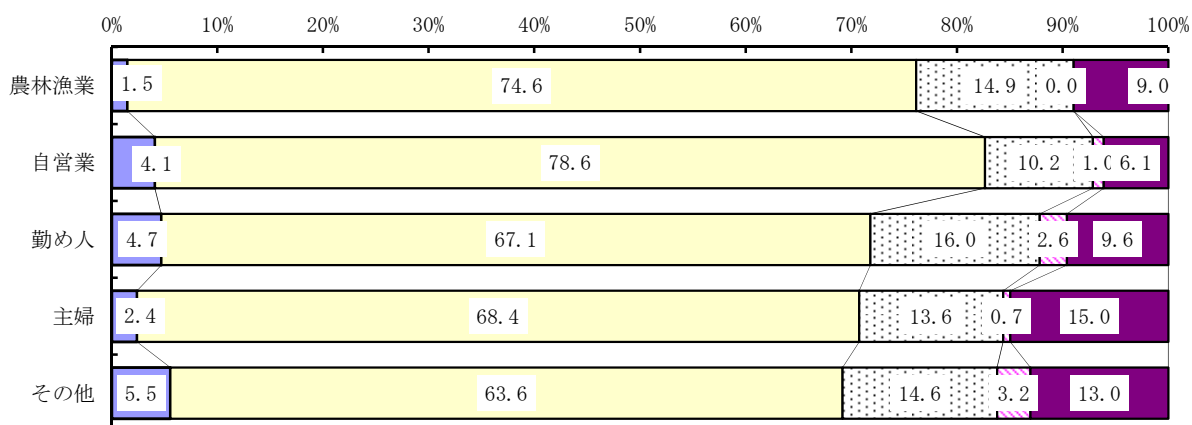 0% 10% 20% 30% 40% 50% 60% 70% 80% 90% 100%
農林漁業 1.5 74.6 14.9 0.0 9.0
自営業 4.1 78.6 10.2 1.0 6.1
勤め人 4.7 67.1 16.0 2.6 9.6
主婦 2.4 68.4 13.6 0.7 15.0
その他 5.5 63.6 14.6 3.2 13.0